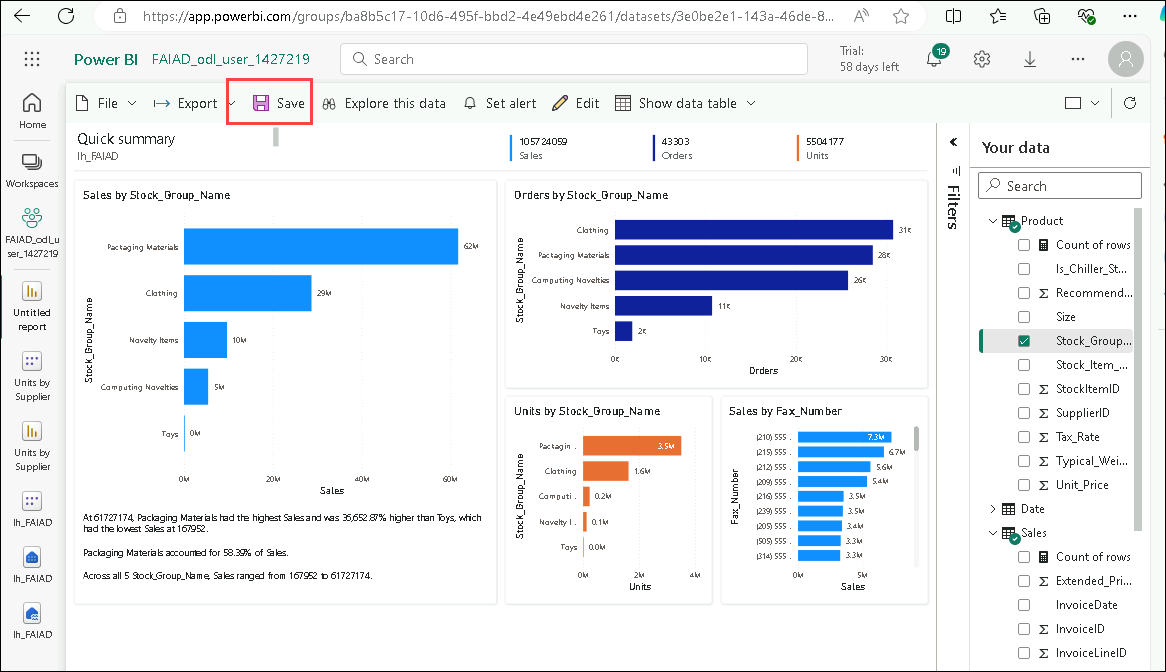 https://app.powerbi.com/groups/ba8b5c17-10d6-495f-bbd2-4e49ebd4e261/datasets/3e0be2e1-143a-46de-8...
Power BI FAIAD_odl_user_1427219
Search
Trial:
58 days left
19
File
Export
Save
Explore this data
Set alert
Edit
Show data table
Home
Workspaces
FAIAD_odl_u
ser_1427219
Untitled
report
Units by
Supplier
Units by
Supplier
lh_FAIAD
lh_FAIAD
lh_FAIAD
Quick summary
lh_FAIAD
105724059
Sales
43303
Orders
5504177
Units
Sales by Stock_Group_Name
Stock_Group_Name
Packaging Materials 62M
Clothing 29M
Novelty Items 10M
Computing Novelties 5M
Toys 0M
0M 20M 40M 60M
Sales
At 61727174, Packaging Materials had the highest Sales and was 36,652.87% higher than Toys, which
had the lowest Sales at 167952.
Packaging Materials accounted for 58.39% of Sales.
Across all 5 Stock_Group_Name, Sales ranged from 167952 to 61727174.
Orders by Stock_Group_Name
Stock_Group_Name
Clothing 31K
Packaging Materials 28K
Computing Novelties 26K
Novelty Items 11K
Toys 2K
0K 10K 20K 30K
Orders
Units by Stock_Group_Name
Stock_Group_Name
Packagin... 3.5M
Clothing 1.6M
Computi... 0.2M
Novelty I... 0.1M
Toys 0.0M
0M 2M 4M
Units
Sales by Fax_Number
Fax_Number
(210) 555 ... 7.3M
(215) 555 ... 6.7M
(212) 555 ... 5.6M
(209) 555 ... 5.4M
(216) 555 ... 3.5M
(239) 555 ... 3.5M
(205) 555 ... 3.4M
(505) 555 ... 3.3M
(314) 555 ... 3.3M
0M 5M
Sales
Filters
Your data
Search
Product
Count of rows
Is_Chiller_St...
Recommend...
Size
Stock_Group...
Stock_Item_...
StockItemID
SupplierID
Tax_Rate
Typical_Wei...
Unit_Price
Date
Sales
Count of rows
Extended_Pri...
InvoiceDate
InvoiceID
InvoiceLineID